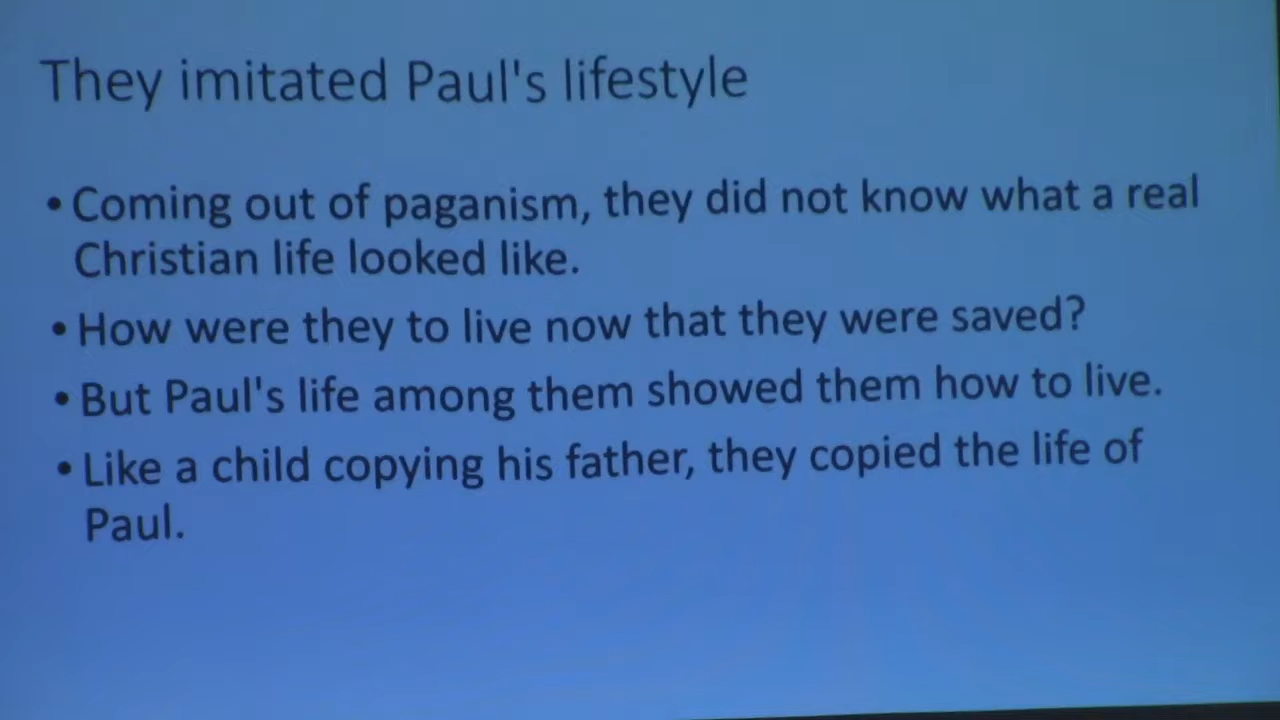 They imitated Paul's lifestyle
• Coming out of paganism, they did not know what a real
Christian life looked like.
• How were they to live now that they were saved?
• But Paul's life among them showed them how to live.
• Like a child copying his father, they copied the life of
Paul.